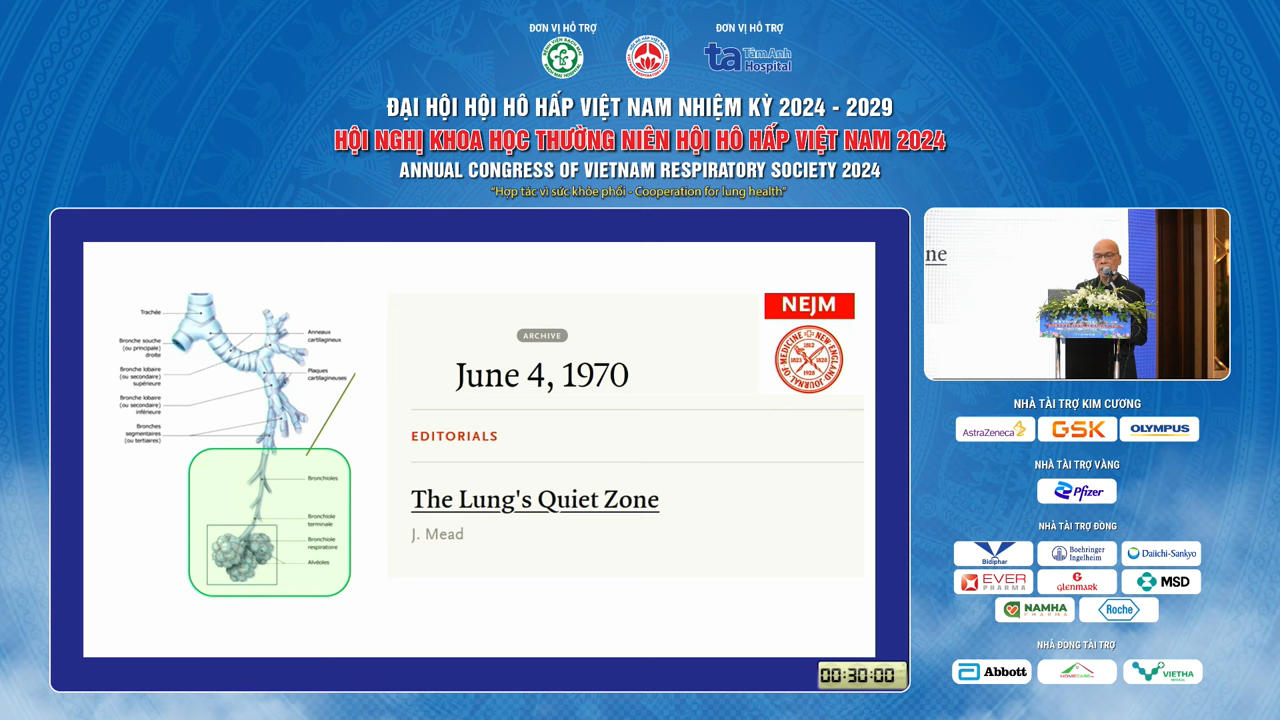 ĐƠN VỊ HỖ TRỢ
ĐƠN VỊ HỖ TRỢ
ta TâmAnh Hospital
ĐẠI HỘI HỘI HÔ HẤP VIỆT NAM NHIỆM KỲ 2024 - 2029
HỘI NGHỊ KHOA HỌC THƯỜNG NIÊN HỘI HÔ HẤP VIỆT NAM 2024
ANNUAL CONGRESS OF VIETNAM RESPIRATORY SOCIETY 2024
“Hợp tác vì sức khỏe phổi - Cooperation for lung health”
Trachée
Bronche souche
(ou principale)
droite
Bronche lobaire
(ou secondaire)
supérieure
Bronche lobaire
(ou secondaire)
inférieure
Bronches
segmentaires
(ou tertiaires)
Anneaux
cartilagineux
Plaques
cartilagineuses
Bronchioles
Bronchiole
terminale
Bronchiole
respiratoire
Alvéoles
ARCHIVE
June 4, 1970
NEJM
EDITORIALS
The Lung's Quiet Zone
J. Mead
00:30:00
ne
NHÀ TÀI TRỢ KIM CƯƠNG
AstraZeneca
GSK
OLYMPUS
NHÀ TÀI TRỢ VÀNG
Pfizer
NHÀ TÀI TRỢ ĐỒNG
Bidiphar
Boehringer
Ingelheim
Daiichi-Sankyo
EVER
PHARMA
GLENMARK
MSD
NAMHA
PHARMA
Roche
NHÀ ĐỒNG TÀI TRỢ
Abbott
HOMECARE
VIETHA
MEDICAL